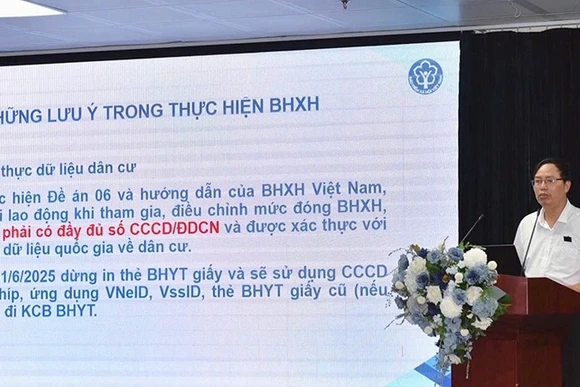 HỮNG LƯU Ý TRONG THỰC HIỆN BHXH
thực dữ liệu dân cư
c hiện Đề án 06 và hướng dẫn của BHXH Việt Nam,
i lao động khi tham gia, điều chỉnh mức đóng BHXH,
phải có đầy đủ số CCCD/ĐDCN và được xác thực với
dữ liệu quốc gia về dân cư.
1/6/2025 dừng in thẻ BHYT giấy và sẽ sử dụng CCCD
híp, ứng dụng VNeID, VssID, thẻ BHYT giấy cũ (nếu
đi KCB BHYT.